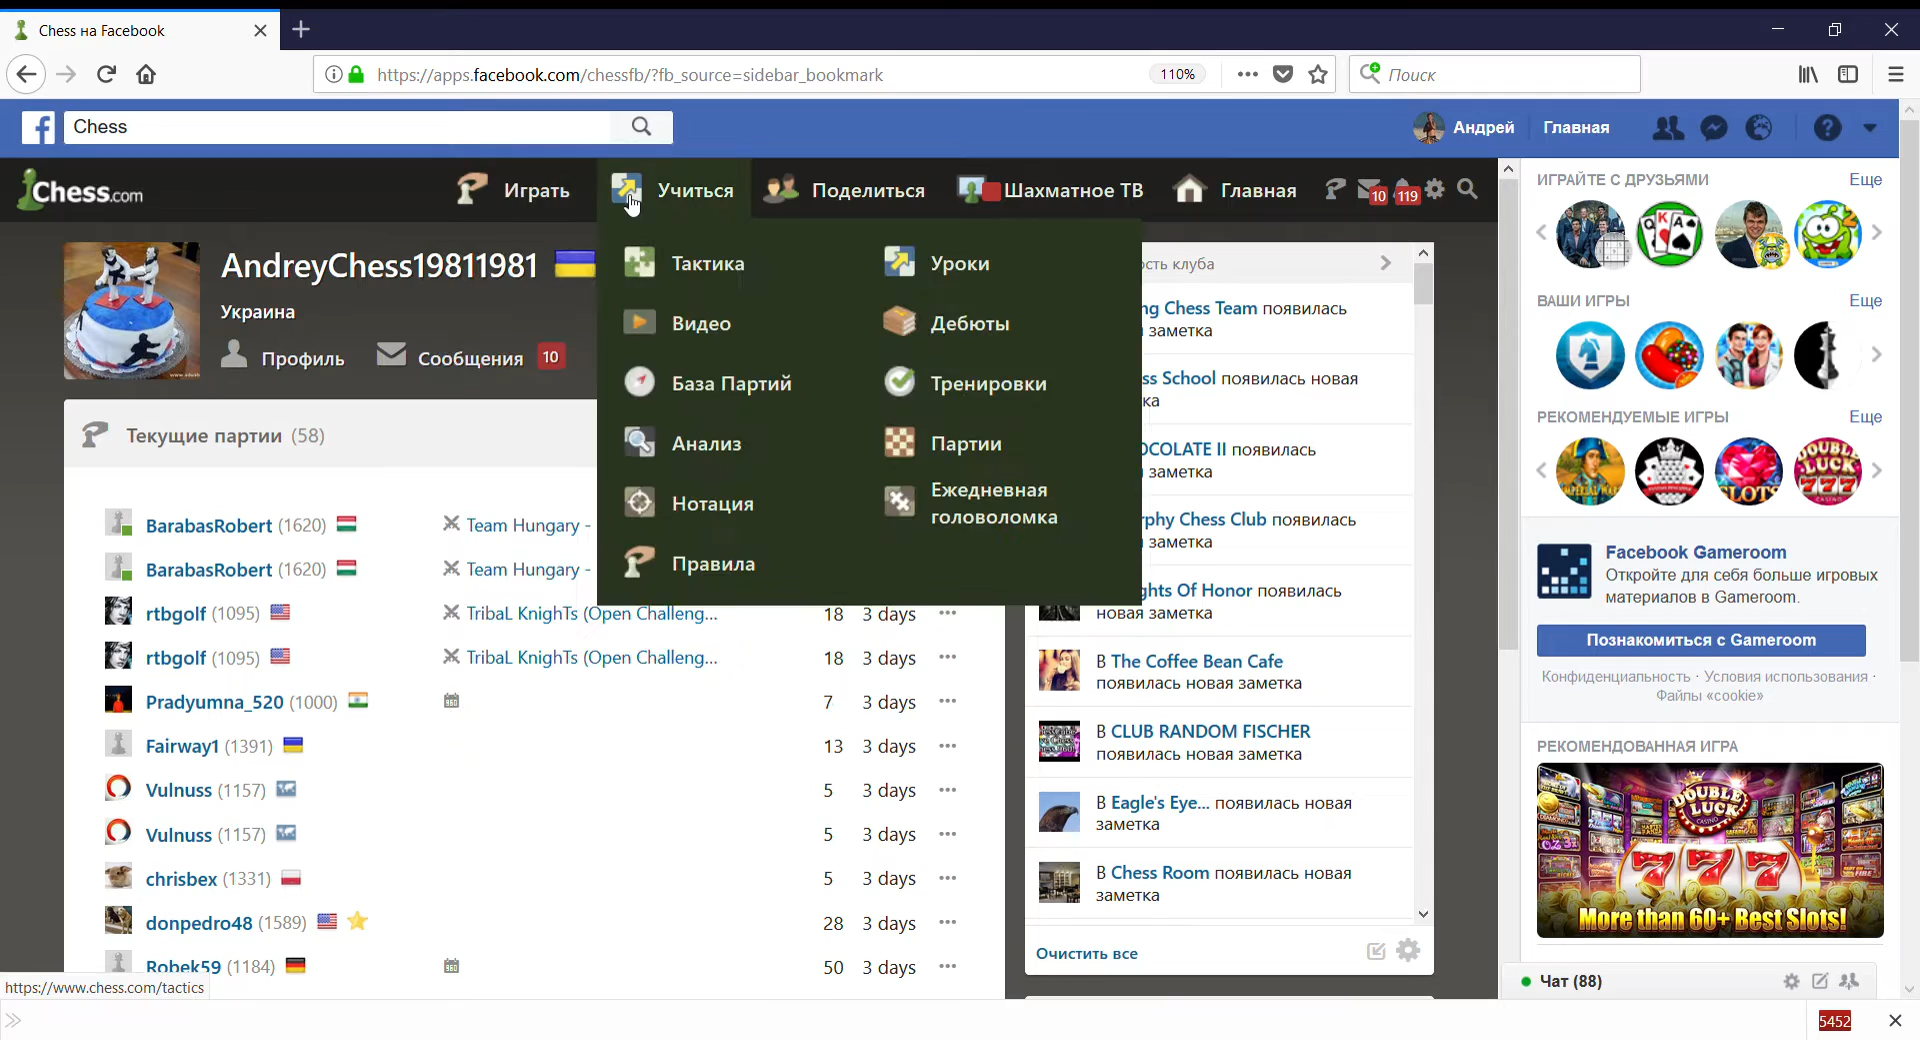 Chess на Facebook
https://apps.facebook.com/chessfb/?fb_source=sidebar_bookmark
110%
Поиск
Chess
Андрей
Главная
Chess.com
Играть
Учиться
Поделиться
Шахматное ТВ
Главная
10
119
AndreyChess19811981
Украина
Профиль
Сообщения
10
Текущие партии (58)
Тактика
Уроки
Видео
Дебюты
База Партий
Тренировки
Анализ
Партии
Нотация
Ежедневная
головоломка
Правила
BarabasRobert (1620)
Team Hungary -
BarabasRobert (1620)
Team Hungary -
rtbgolf (1095)
TribaL KnighTs (Open Challeng...
18
3 days
rtbgolf (1095)
TribaL KnighTs (Open Challeng...
18
3 days
Pradyumna_520 (1000)
7
3 days
Fairway1 (1391)
13
3 days
Vulnuss (1157)
5
3 days
Vulnuss (1157)
5
3 days
chrisbex (1331)
5
3 days
donpedro48 (1589)
28
3 days
Robek59 (1184)
50
3 days
https://www.chess.com/tactics
ость клуба
ng Chess Team появилась
заметка
ss School появилась новая
ка
OCOLATE II появилась
заметка
rphy Chess Club появилась
заметка
ghts Of Honor появилась
новая заметка
В The Coffee Bean Cafe
появилась новая заметка
В CLUB RANDOM FISCHER
появилась новая заметка
В Eagle's Eye... появилась новая
заметка
В Chess Room появилась новая
заметка
Очистить все
ИГРАЙТЕ С ДРУЗЬЯМИ
Еще
ВАШИ ИГРЫ
Еще
РЕКОМЕНДУЕМЫЕ ИГРЫ
Еще
Facebook Gameroom
Откройте для себя больше игровых
материалов в Gameroom.
Познакомиться с Gameroom
Конфиденциальность · Условия использования ·
Файлы «cookie»
РЕКОМЕНДОВАННАЯ ИГРА
DOUBLE
LUCK
CASINO
777
More than 60+ Best Slots!
Чат (88)
5452